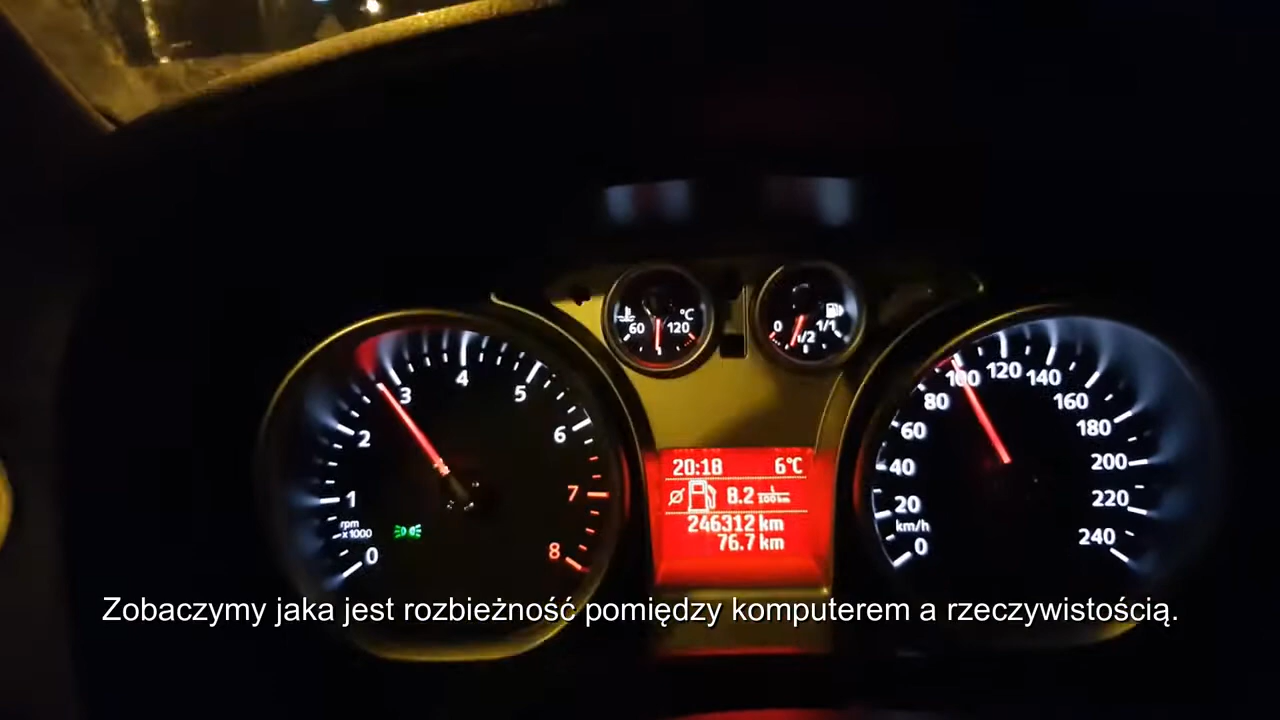 60 120 °C
0 1/2 1/1
0 1 2 3 4 5 6 7 8
rpm
x1000
20:18 6°C
8.2 l/100km
246312 km
76.7 km
0 20 40 60 80 100 120 140 160 180 200 220 240
km/h
Zobaczymy jaka jest rozbieżność pomiędzy komputerem a rzeczywistością.